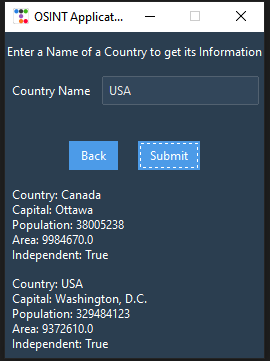 OSINT Applicat...
Enter a Name of a Country to get its Information
Country Name USA
Back Submit
Country: Canada
Capital: Ottawa
Population: 38005238
Area: 9984670.0
Independent: True
Country: USA
Capital: Washington, D.C.
Population: 329484123
Area: 9372610.0
Independent: True